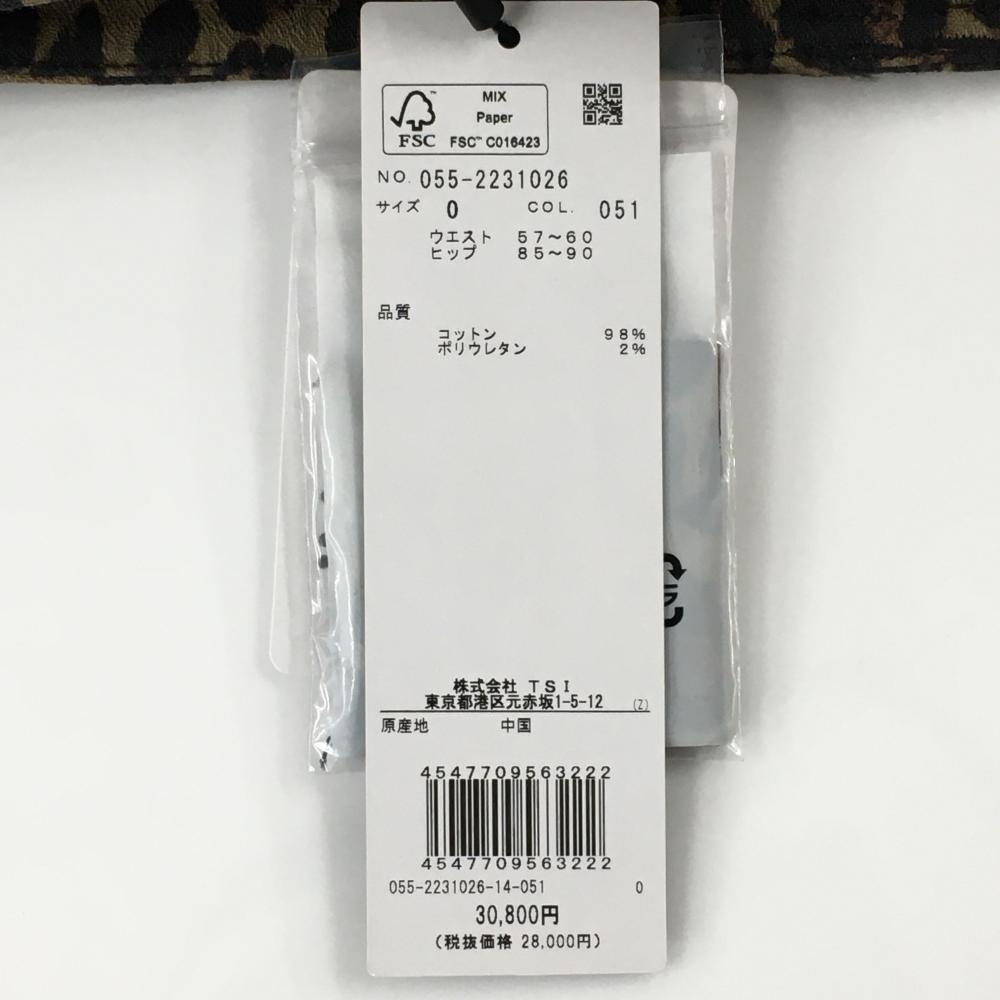 MIX
Paper
FSC™ FSC™ C016423
NO. 055-2231026
サイズ 0 COL. 051
ウエスト 57～60
ヒップ 85～90
品質
コットン 98%
ポリウレタン 2%
株式会社 TSI
東京都港区元赤坂1-5-12 (Z)
原産地 中国
4547709563222
4547709563222
055-2231026-14-051 0
30,800円
(税抜価格 28,000円)